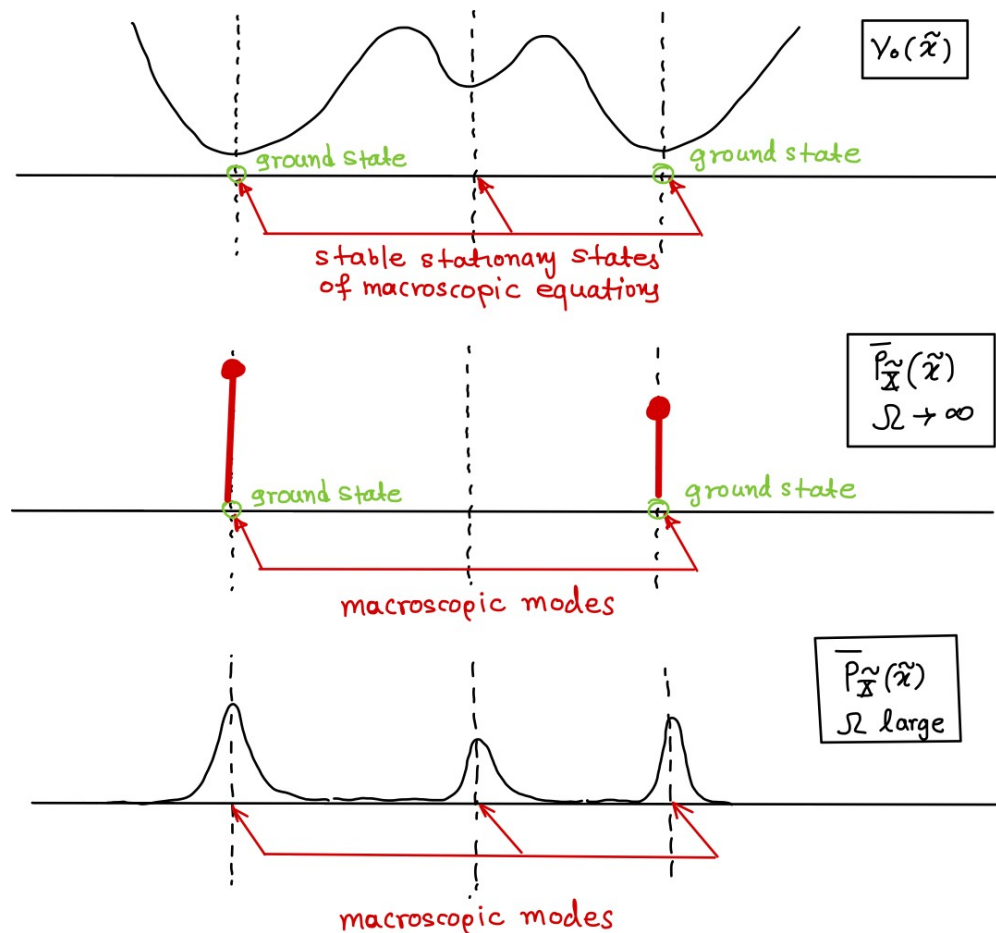 V₀(x̃)
ground state
ground state
stable stationary states
of macroscopic equations
P̅_X̃(x̃)
Ω → ∞
ground state
ground state
macroscopic modes
P̅_X̃(x̃)
Ω large
macroscopic modes